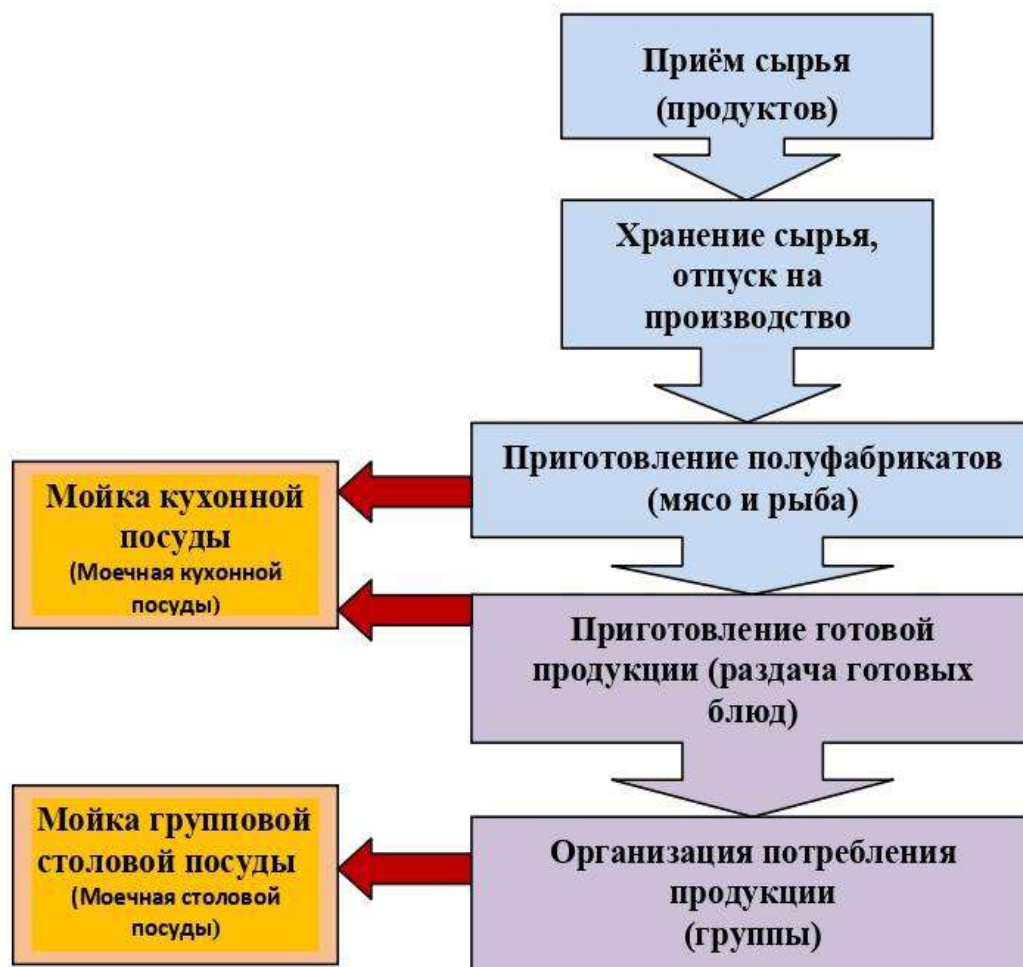 Приём сырья
(продуктов)
Хранение сырья,
отпуск на
производство
Приготовление полуфабрикатов
(мясо и рыба)
Мойка кухонной
посуды
(Моечная кухонной
посуды)
Приготовление готовой
продукции (раздача готовых
блюд)
Мойка групповой
столовой посуды
(Моечная столовой
посуды)
Организация потребления
продукции
(группы)